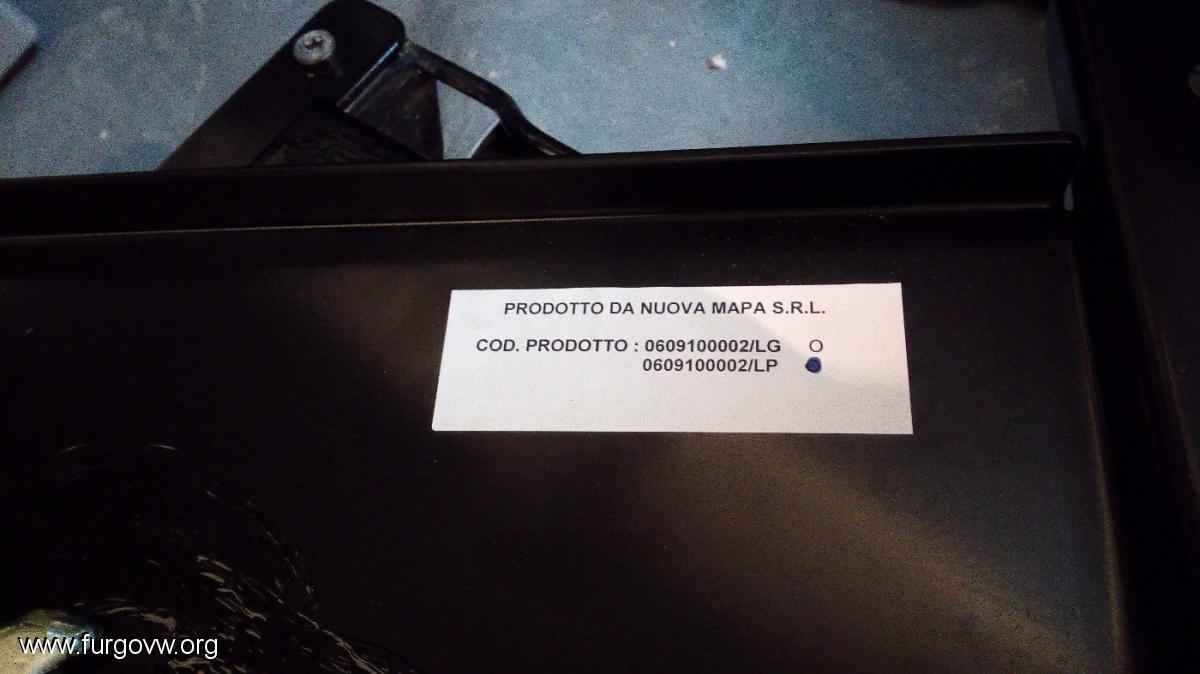 PRODOTTO DA NUOVA MAPA S.R.L.
COD. PRODOTTO : 0609100002/LG O
0609100002/LP
www.furgovw.org